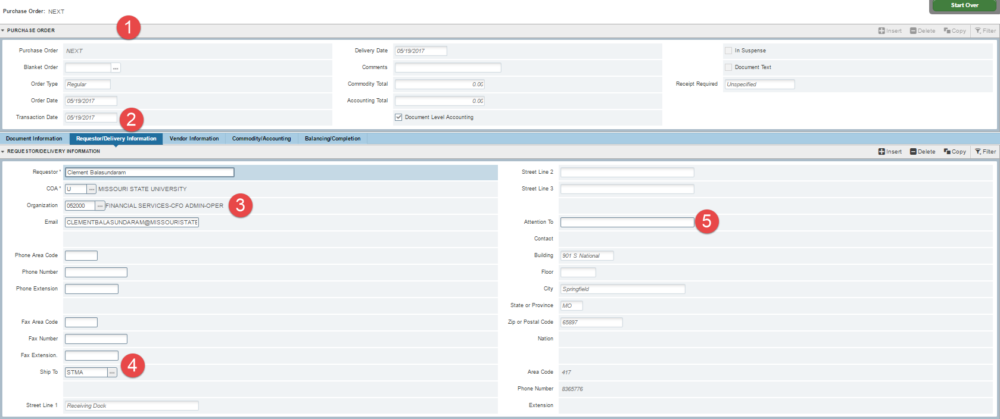 Start Over
Purchase Order: NEXT
1
PURCHASE ORDER Insert Delete Copy Filter
Purchase Order NEXT Delivery Date 05/19/2017 In Suspense
Blanket Order ... Comments Document Text
Order Type Regular Commodity Total 0.00 Receipt Required Unspecified
Order Date 05/19/2017 Accounting Total 0.00
Transaction Date 05/19/2017 2 Document Level Accounting
Document Information Requestor/Delivery Information Vendor Information Commodity/Accounting Balancing/Completion
REQUESTOR/DELIVERY INFORMATION Insert Delete Copy Filter
Requestor * Clement Balasundaram Street Line 2
COA * U ... MISSOURI STATE UNIVERSITY Street Line 3
Organization 052000 ... FINANCIAL SERVICES-CFO ADMIN-OPER 3
Email CLEMENTBALASUNDARAM@MISSOURISTATE Attention To 5
Contact
Phone Area Code Building 901 S National
Phone Number Floor
Phone Extension City Springfield
State or Province MO
Fax Area Code Zip or Postal Code 65897
Fax Number Nation
Fax Extension. 4
Ship To STMA ... Area Code 417
Phone Number 8365776
Street Line 1 Receiving Dock Extension